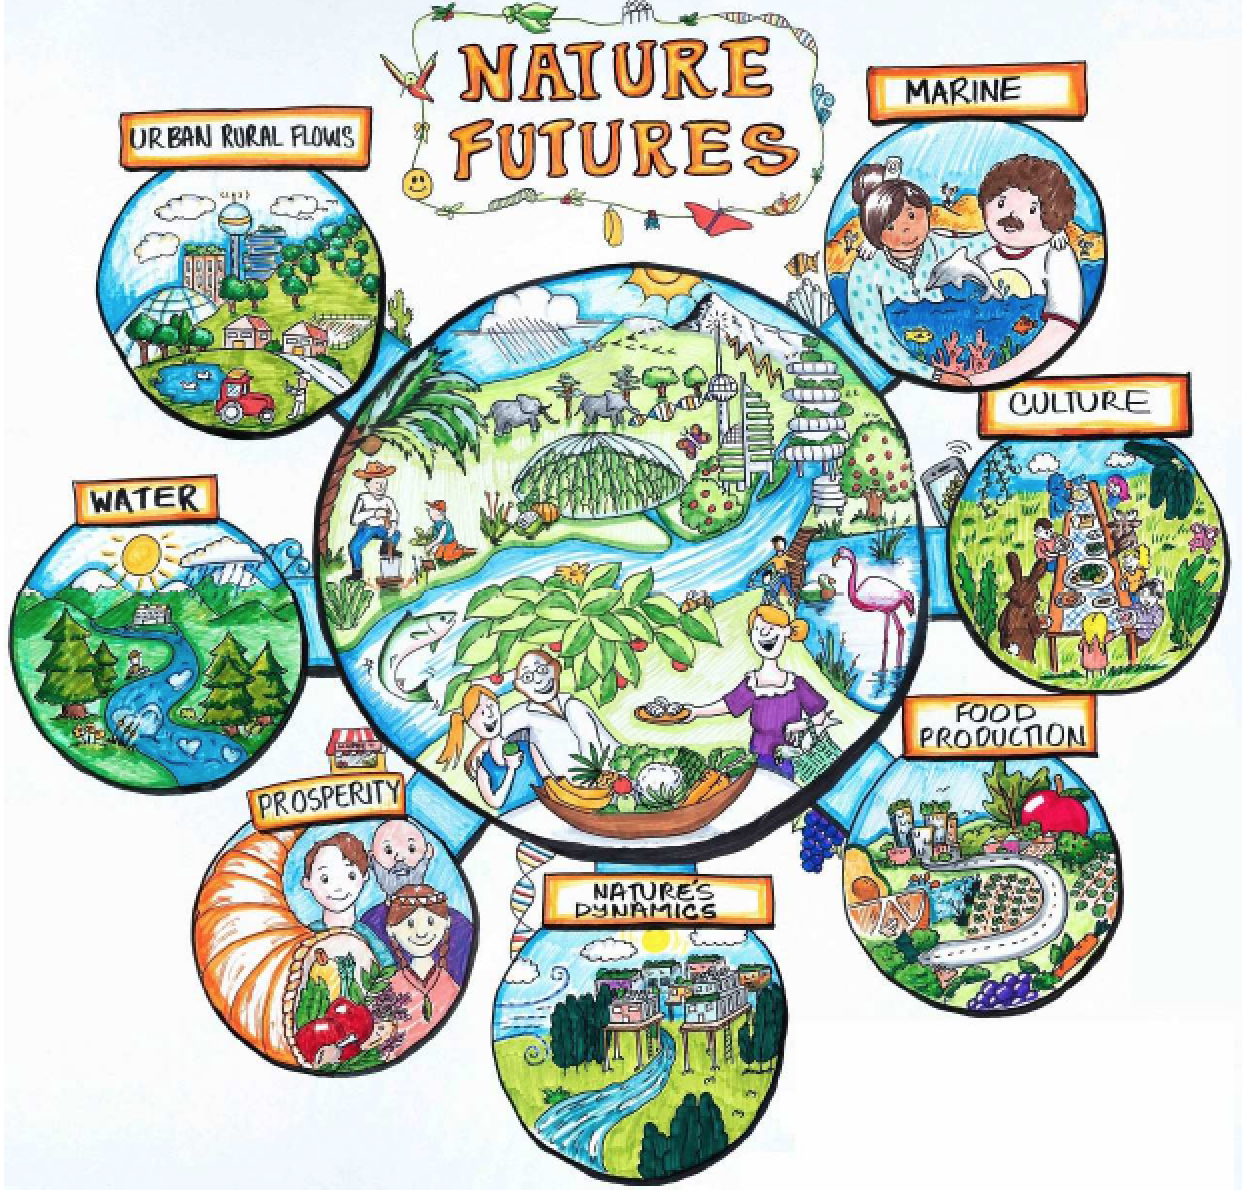 NATURE
FUTURES
URBAN RURAL FLOWS
MARINE
CULTURE
WATER
FOOD
PRODUCTION
PROSPERITY
NATURE'S
DYNAMICS